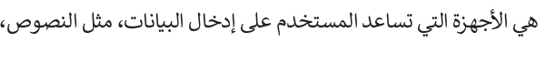 هي الأجهزة التي تساعد المستخدم على إدخال البيانات، مثل النصوص،